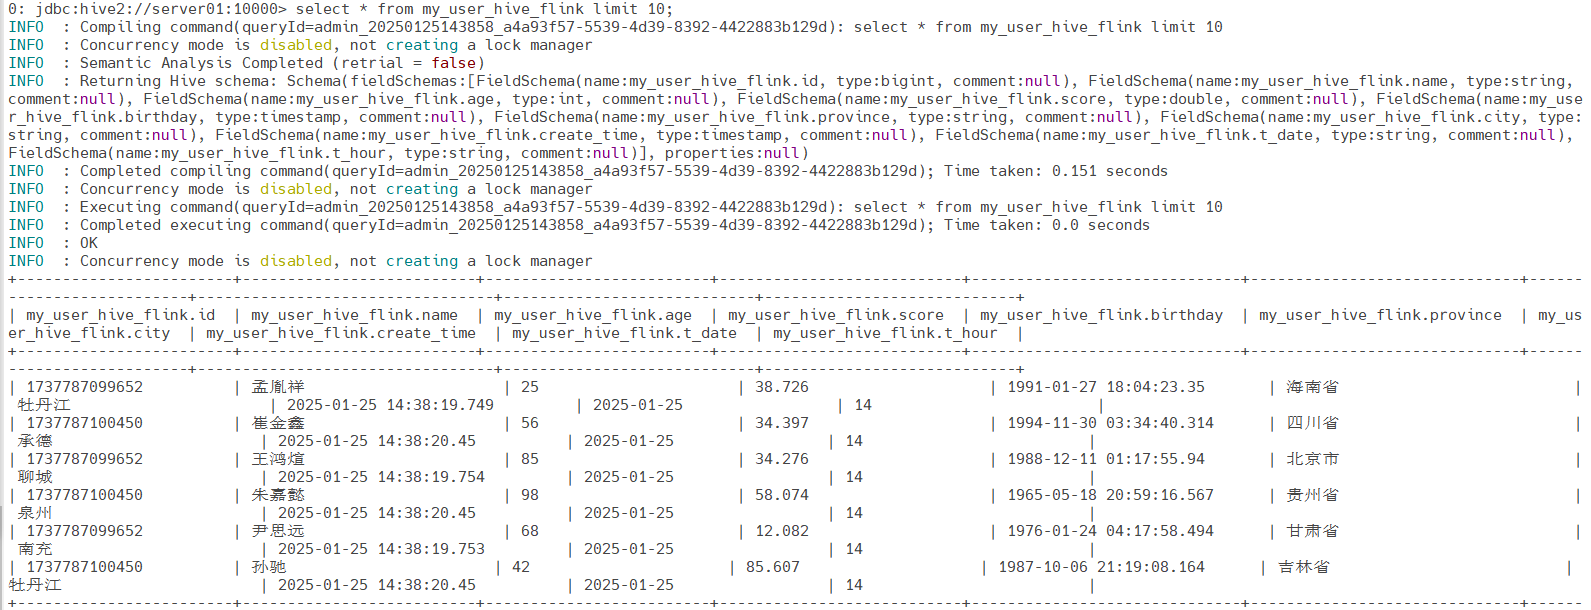 0: jdbc:hive2://server01:10000> select * from my_user_hive_flink limit 10;
INFO  : Compiling command(queryId=admin_20250125143858_a4a93f57-5539-4d39-8392-4422883b129d): select * from my_user_hive_flink limit 10
INFO  : Concurrency mode is disabled, not creating a lock manager
INFO  : Semantic Analysis Completed (retrial = false)
INFO  : Returning Hive schema: Schema(fieldSchemas:[FieldSchema(name:my_user_hive_flink.id, type:bigint, comment:null), FieldSchema(name:my_user_hive_flink.name, type:string,
comment:null), FieldSchema(name:my_user_hive_flink.age, type:int, comment:null), FieldSchema(name:my_user_hive_flink.score, type:double, comment:null), FieldSchema(name:my_use
r_hive_flink.birthday, type:timestamp, comment:null), FieldSchema(name:my_user_hive_flink.province, type:string, comment:null), FieldSchema(name:my_user_hive_flink.city, type:
string, comment:null), FieldSchema(name:my_user_hive_flink.create_time, type:timestamp, comment:null), FieldSchema(name:my_user_hive_flink.t_date, type:string, comment:null),
FieldSchema(name:my_user_hive_flink.t_hour, type:string, comment:null)], properties:null)
INFO  : Completed compiling command(queryId=admin_20250125143858_a4a93f57-5539-4d39-8392-4422883b129d); Time taken: 0.151 seconds
INFO  : Concurrency mode is disabled, not creating a lock manager
INFO  : Executing command(queryId=admin_20250125143858_a4a93f57-5539-4d39-8392-4422883b129d): select * from my_user_hive_flink limit 10
INFO  : Completed executing command(queryId=admin_20250125143858_a4a93f57-5539-4d39-8392-4422883b129d); Time taken: 0.0 seconds
INFO  : OK
INFO  : Concurrency mode is disabled, not creating a lock manager
| my_user_hive_flink.id  | my_user_hive_flink.name  | my_user_hive_flink.age  | my_user_hive_flink.score  | my_user_hive_flink.birthday  | my_user_hive_flink.province  | my_us
er_hive_flink.city  | my_user_hive_flink.create_time  | my_user_hive_flink.t_date  | my_user_hive_flink.t_hour  |
| 1737787099652 | 孟胤祥 | 25 | 38.726 | 1991-01-27 18:04:23.35 | 海南省 |
牡丹江 | 2025-01-25 14:38:19.749 | 2025-01-25 | 14 |
| 1737787100450 | 崔金鑫 | 56 | 34.397 | 1994-11-30 03:34:40.314 | 四川省 |
承德 | 2025-01-25 14:38:20.45 | 2025-01-25 | 14 |
| 1737787099652 | 王鸿煊 | 85 | 34.276 | 1988-12-11 01:17:55.94 | 北京市 |
聊城 | 2025-01-25 14:38:19.754 | 2025-01-25 | 14 |
| 1737787100450 | 朱嘉懿 | 98 | 58.074 | 1965-05-18 20:59:16.567 | 贵州省 |
泉州 | 2025-01-25 14:38:20.45 | 2025-01-25 | 14 |
| 1737787099652 | 尹思远 | 68 | 12.082 | 1976-01-24 04:17:58.494 | 甘肃省 |
南充 | 2025-01-25 14:38:19.753 | 2025-01-25 | 14 |
| 1737787100450 | 孙驰 | 42 | 85.607 | 1987-10-06 21:19:08.164 | 吉林省 |
牡丹江 | 2025-01-25 14:38:20.45 | 2025-01-25 | 14 |